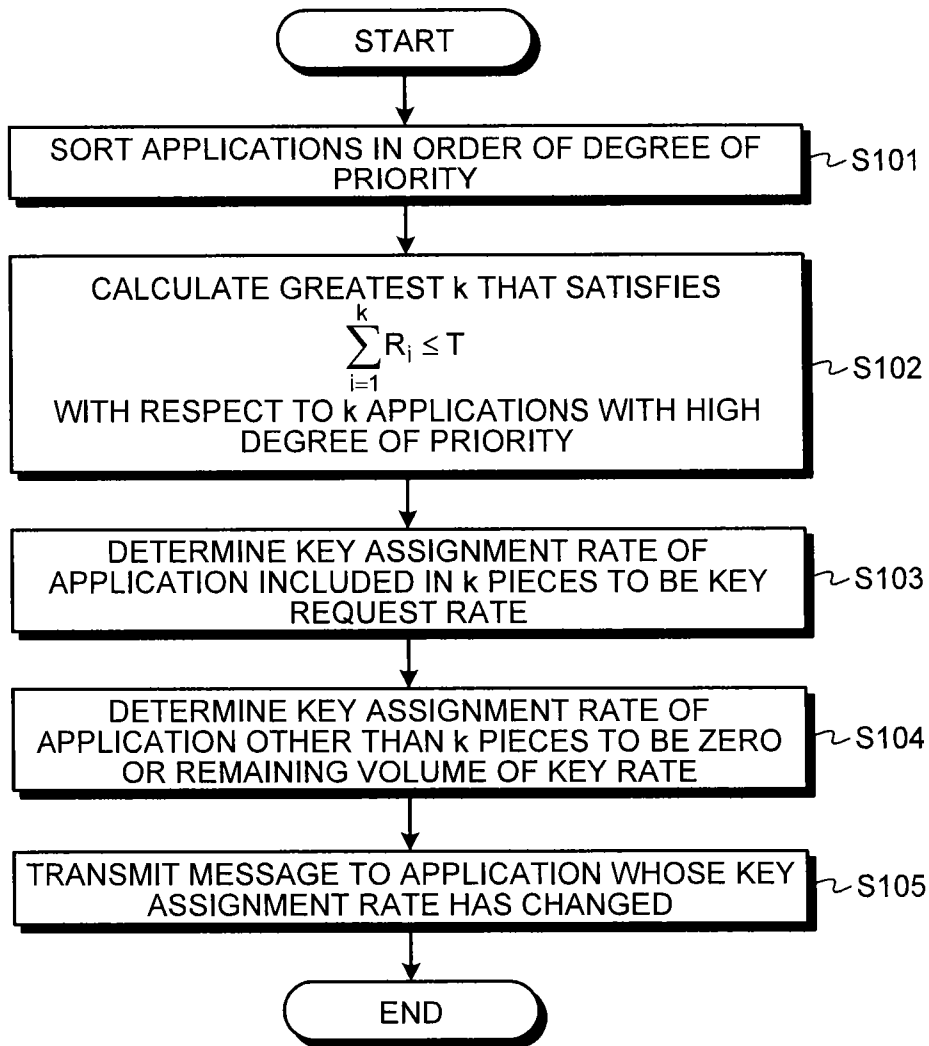 START
SORT APPLICATIONS IN ORDER OF DEGREE OF
PRIORITY
S101
CALCULATE GREATEST k THAT SATISFIES
k
∑ Ri ≤ T
i=1
WITH RESPECT TO k APPLICATIONS WITH HIGH
DEGREE OF PRIORITY
S102
DETERMINE KEY ASSIGNMENT RATE OF
APPLICATION INCLUDED IN k PIECES TO BE KEY
REQUEST RATE
S103
DETERMINE KEY ASSIGNMENT RATE OF
APPLICATION OTHER THAN k PIECES TO BE ZERO
OR REMAINING VOLUME OF KEY RATE
S104
TRANSMIT MESSAGE TO APPLICATION WHOSE KEY
ASSIGNMENT RATE HAS CHANGED
S105
END